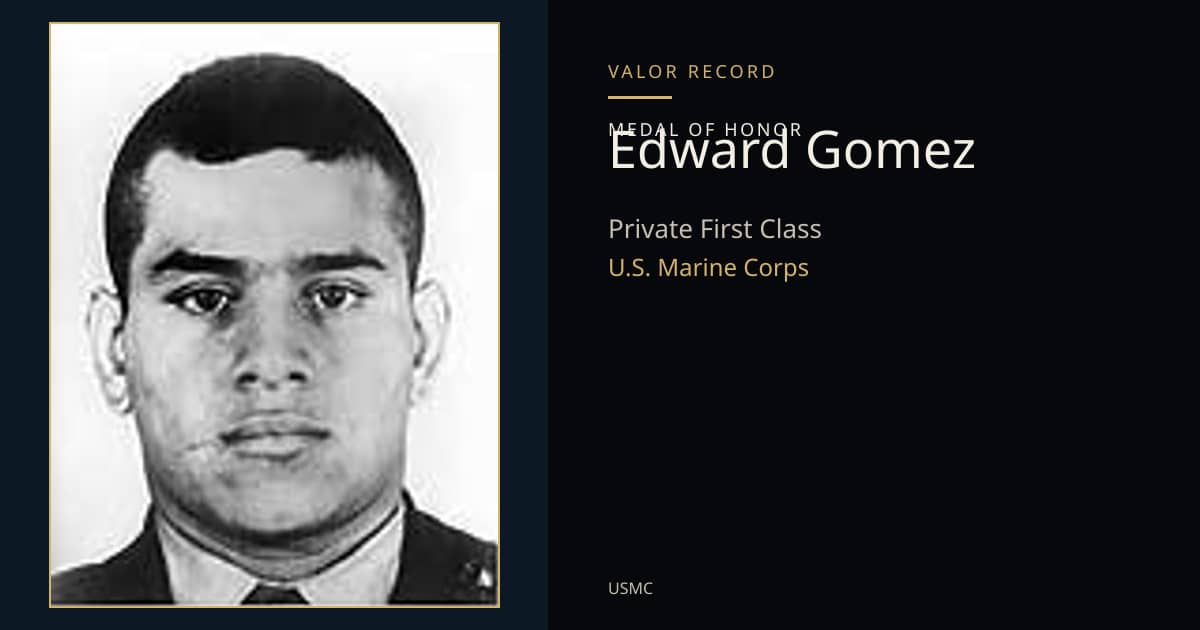 VALOR RECORD
MEDAL OF HONOR
Edward Gomez
Private First Class
U.S. Marine Corps
USMC